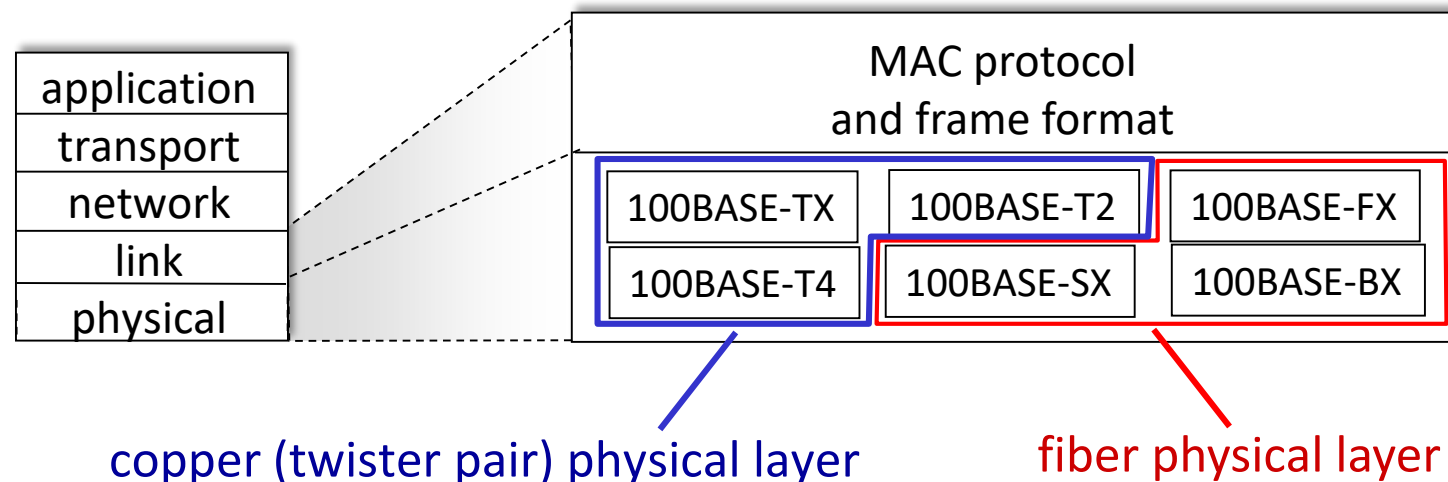 application
transport
network
link
physical
MAC protocol
and frame format
100BASE-TX
100BASE-T2
100BASE-FX
100BASE-T4
100BASE-SX
100BASE-BX
copper (twister pair) physical layer
fiber physical layer